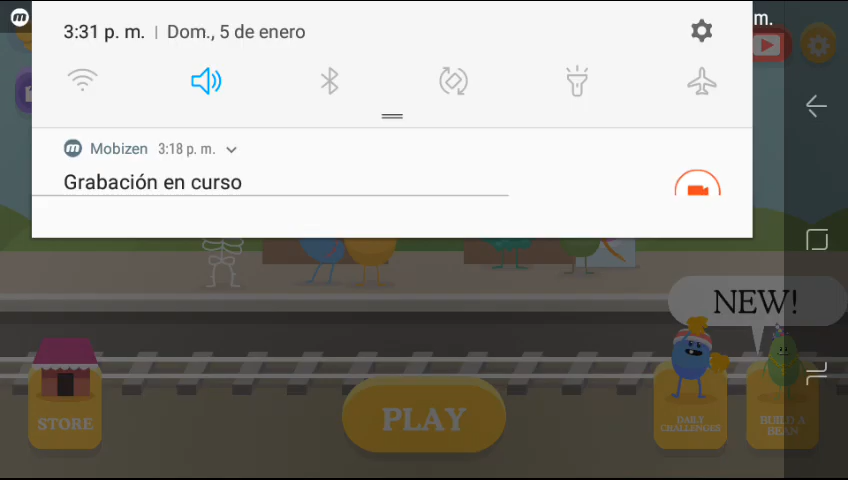 m.
3:31 p. m. | Dom., 5 de enero
Mobizen 3:18 p. m.
Grabación en curso
NEW!
STORE
PLAY
DAILY
CHALLENGES
BUILD A
BEAN